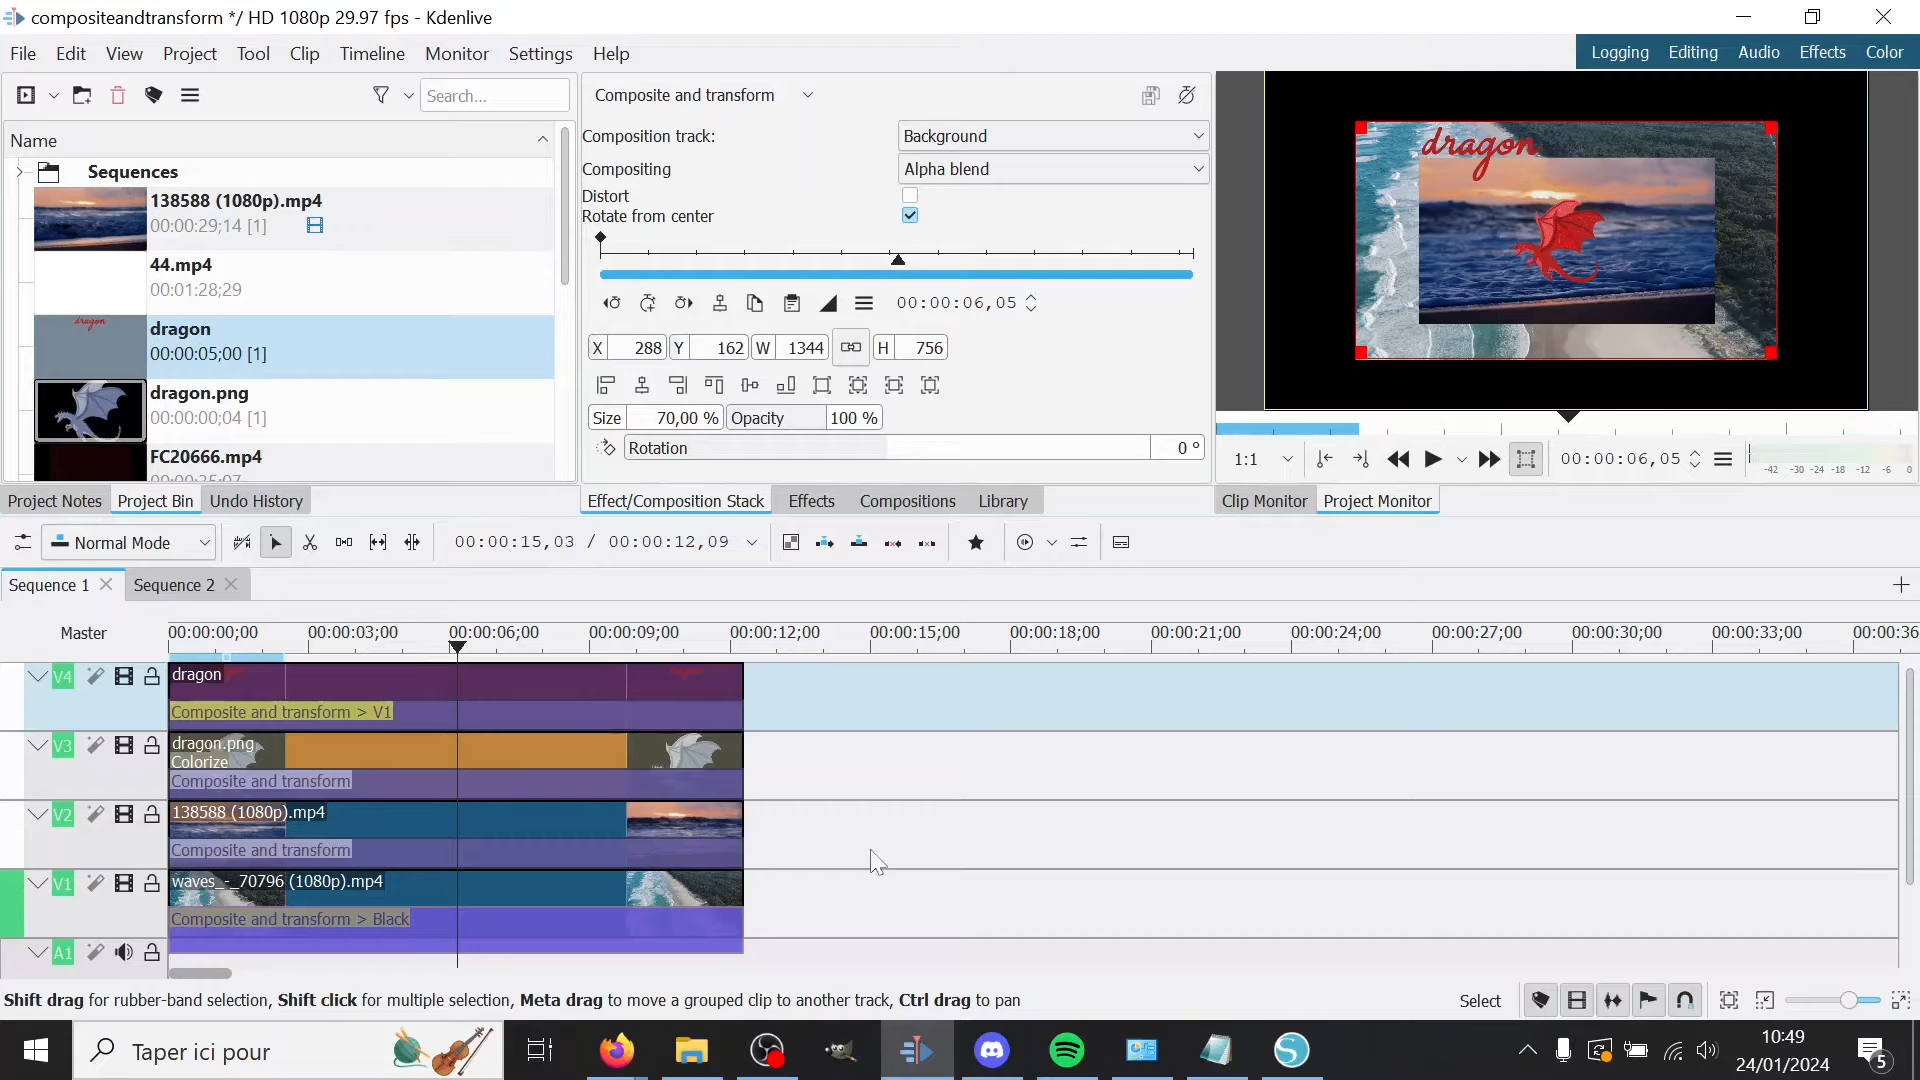 compositeandtransform */ HD 1080p 29.97 fps - Kdenlive
File Edit View Project Tool Clip Timeline Monitor Settings Help
Logging Editing Audio Effects Color
Search...
Name
Sequences
138588 (1080p).mp4
00:00:29;14 [1]
44.mp4
00:01:28;29
dragon
00:00:05;00 [1]
dragon.png
00:00:00;04 [1]
FC20666.mp4
Project Notes Project Bin Undo History
Composite and transform
Composition track: Background
Compositing Alpha blend
Distort
Rotate from center
00:00:06,05
X 288 Y 162 W 1344 H 756
Size 70,00 % Opacity 100 %
Rotation 0 °
Effect/Composition Stack Effects Compositions Library
dragon
1:1 00:00:06,05 -42 -30 -24 -18 -12 -6 0
Clip Monitor Project Monitor
Normal Mode 00:00:15,03 / 00:00:12,09
Sequence 1 Sequence 2
Master 00:00:00;00 00:00:03;00 00:00:06;00 00:00:09;00 00:00:12;00 00:00:15;00 00:00:18;00 00:00:21;00 00:00:24;00 00:00:27;00 00:00:30;00 00:00:33;00 00:00:36
V4 dragon
Composite and transform > V1
V3 dragon.png
Colorize
Composite and transform
V2 138588 (1080p).mp4
Composite and transform
V1 waves_-_70796 (1080p).mp4
Composite and transform > Black
A1
Shift drag for rubber-band selection, Shift click for multiple selection, Meta drag to move a grouped clip to another track, Ctrl drag to pan Select
Taper ici pour
10:49
24/01/2024
5